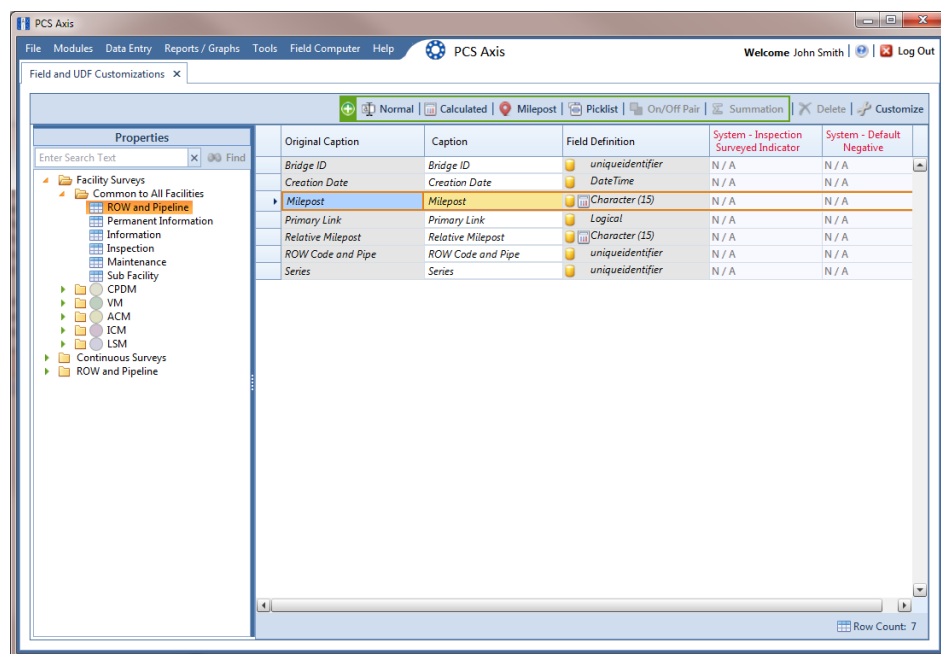 PCS Axis
File Modules Data Entry Reports / Graphs Tools Field Computer Help PCS Axis Welcome John Smith | Log Out
Field and UDF Customizations X
Normal | Calculated | Milepost | Picklist | On/Off Pair | Summation | Delete | Customize
Properties
Enter Search Text x Find
Facility Surveys
Common to All Facilities
ROW and Pipeline
Permanent Information
Information
Inspection
Maintenance
Sub Facility
CPDM
VM
ACM
ICM
LSM
Continuous Surveys
ROW and Pipeline
Original Caption Caption Field Definition System - Inspection Surveyed Indicator System - Default Negative
Bridge ID Bridge ID uniqueidentifier N / A N / A
Creation Date Creation Date DateTime N / A N / A
Milepost Milepost Character (15) N / A N / A
Primary Link Primary Link Logical N / A N / A
Relative Milepost Relative Milepost Character (15) N / A N / A
ROW Code and Pipe ROW Code and Pipe uniqueidentifier N / A N / A
Series Series uniqueidentifier N / A N / A
Row Count: 7